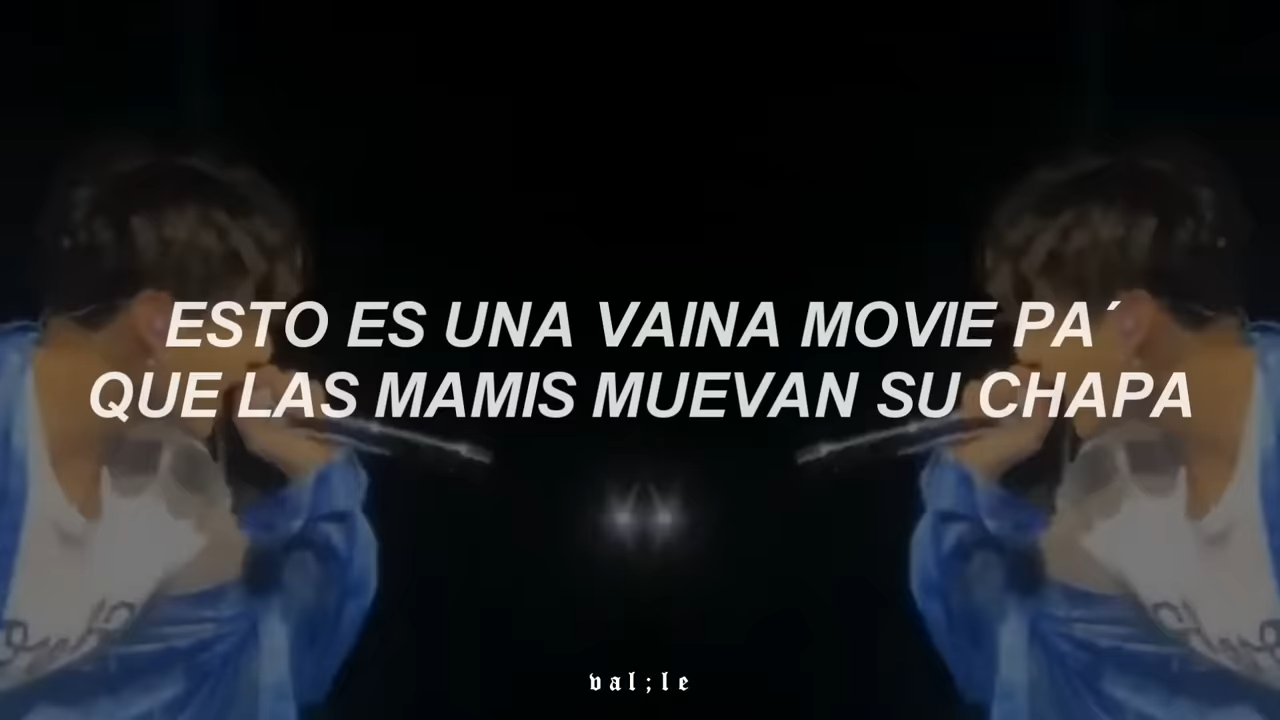 ESTO ES UNA VAINA MOVIE PA´
QUE LAS MAMIS MUEVAN SU CHAPA
val;le